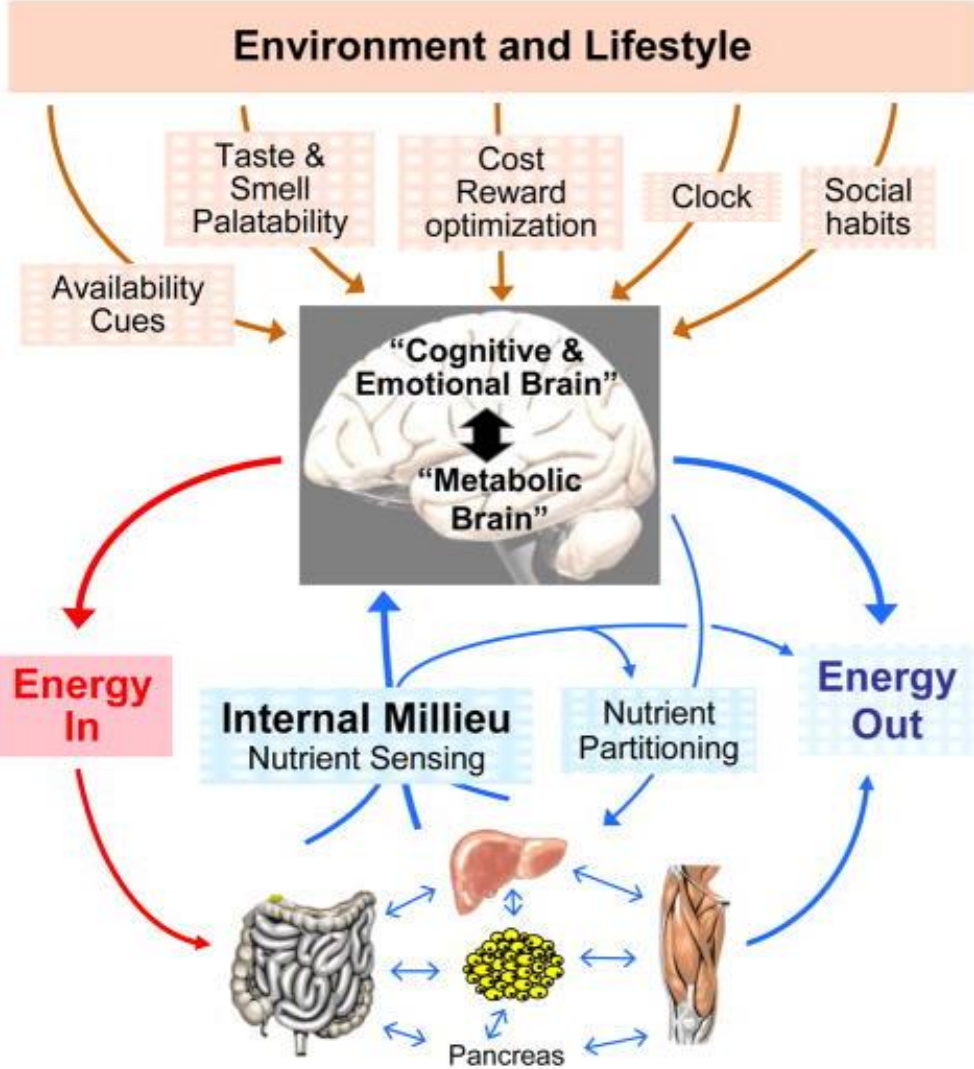 Environment and Lifestyle
Taste &
Smell
Palatability
Cost
Reward
optimization
Clock
Social
habits
Availability
Cues
“Cognitive &
Emotional Brain”
“Metabolic
Brain”
Energy
In
Internal Millieu
Nutrient Sensing
Nutrient
Partitioning
Energy
Out
Pancreas